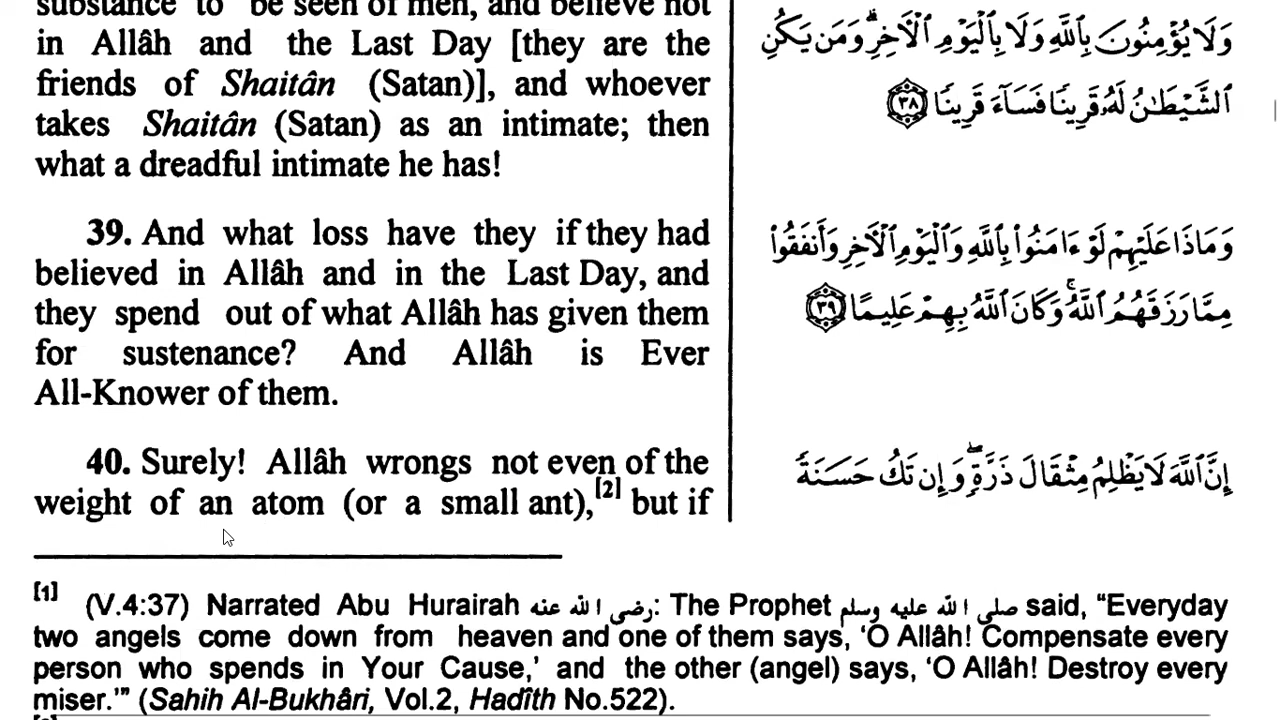 substance to be seen of men, and believe not
in Allâh and the Last Day [they are the
friends of Shaitân (Satan)], and whoever
takes Shaitân (Satan) as an intimate; then
what a dreadful intimate he has!
39. And what loss have they if they had
believed in Allâh and in the Last Day, and
they spend out of what Allâh has given them
for sustenance? And Allâh is Ever
All-Knower of them.
40. Surely! Allâh wrongs not even of the
weight of an atom (or a small ant),[2] but if
وَلَا يُؤْمِنُونَ بِٱللَّهِ وَلَا بِٱلْيَوْمِ ٱلْأَخِرِ ۗ وَمَن يَكُنِ
ٱلشَّيْطَـٰنُ لَهُۥ قَرِينًا فَسَآءَ قَرِينًا ٣٨
وَمَاذَا عَلَيْهِمْ لَوْ ءَامَنُوا۟ بِٱللَّهِ وَٱلْيَوْمِ ٱلْأَخِرِ وَأَنفَقُوا۟
مِمَّا رَزَقَهُمُ ٱللَّهُ ۚ وَكَانَ ٱللَّهُ بِهِمْ عَلِيمًا ٣٩
إِنَّ ٱللَّهَ لَا يَظْلِمُ مِثْقَالَ ذَرَّةٍ ۖ وَإِن تَكُ حَسَنَةً
[1] (V.4:37) Narrated Abu Hurairah رضى الله عنه: The Prophet صلى الله عليه وسلم said, “Everyday
two angels come down from heaven and one of them says, ‘O Allâh! Compensate every
person who spends in Your Cause,’ and the other (angel) says, ‘O Allâh! Destroy every
miser.’” (Sahih Al-Bukhâri, Vol.2, Hadîth No.522).